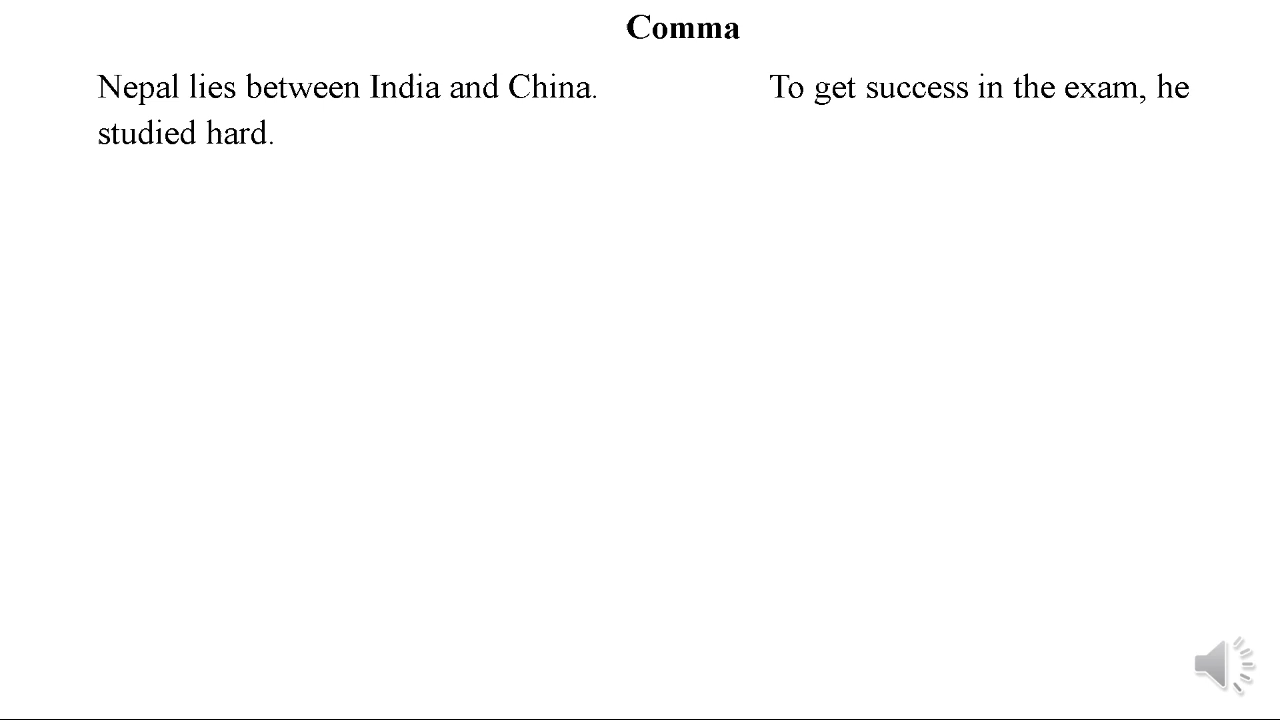 Comma
Nepal lies between India and China. To get success in the exam, he
studied hard.